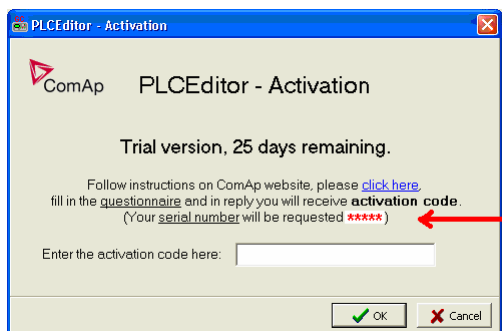 PLCEditor - Activation
ComAp
PLCEditor - Activation
Trial version, 25 days remaining.
Follow instructions on ComAp website, please click here,
fill in the questionnaire and in reply you will receive activation code.
(Your serial number will be requested *****)
Enter the activation code here:
OK
Cancel